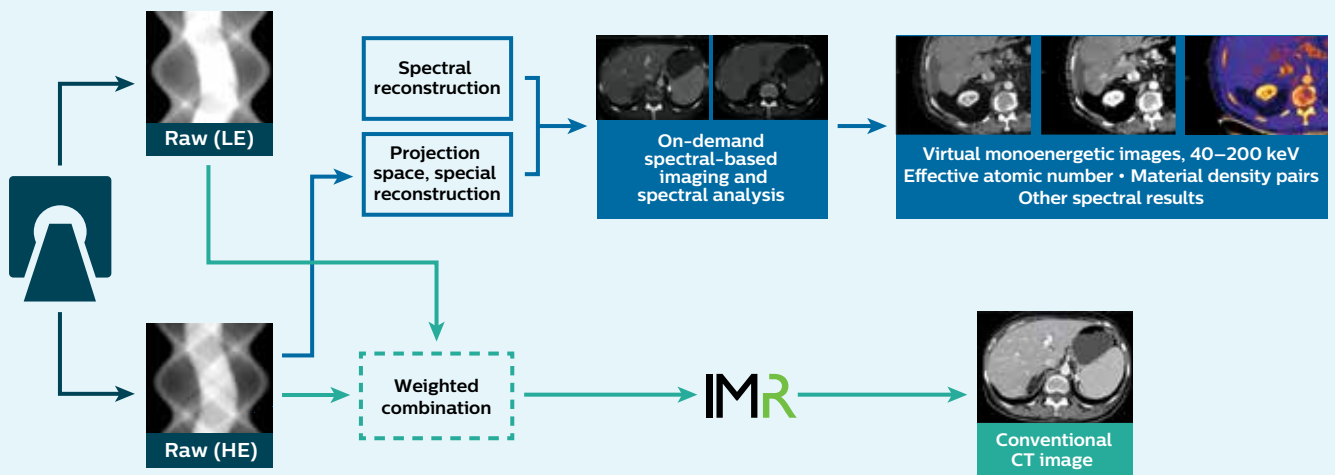 Raw (LE)
Spectral
reconstruction
Projection
space, special
reconstruction
On-demand
spectral-based
imaging and
spectral analysis
Virtual monoenergetic images, 40–200 keV
Effective atomic number • Material density pairs
Other spectral results
Raw (HE)
Weighted
combination
IMR
Conventional
CT image